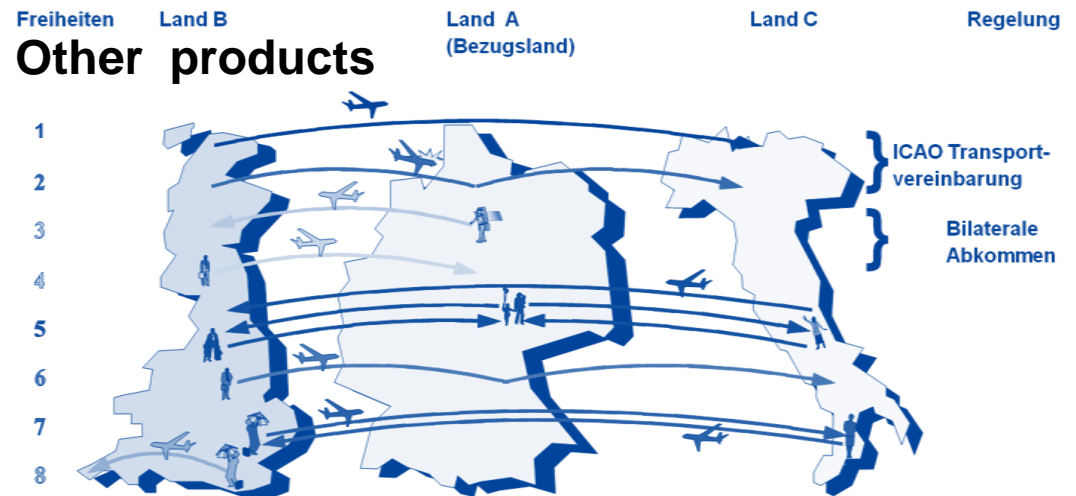 Freiheiten Land B Land A Land C Regelung
(Bezugsland)
Other products
1
ICAO Transport-
2
vereinbarung
3
Bilaterale
Abkommen
4
5
6
7
8